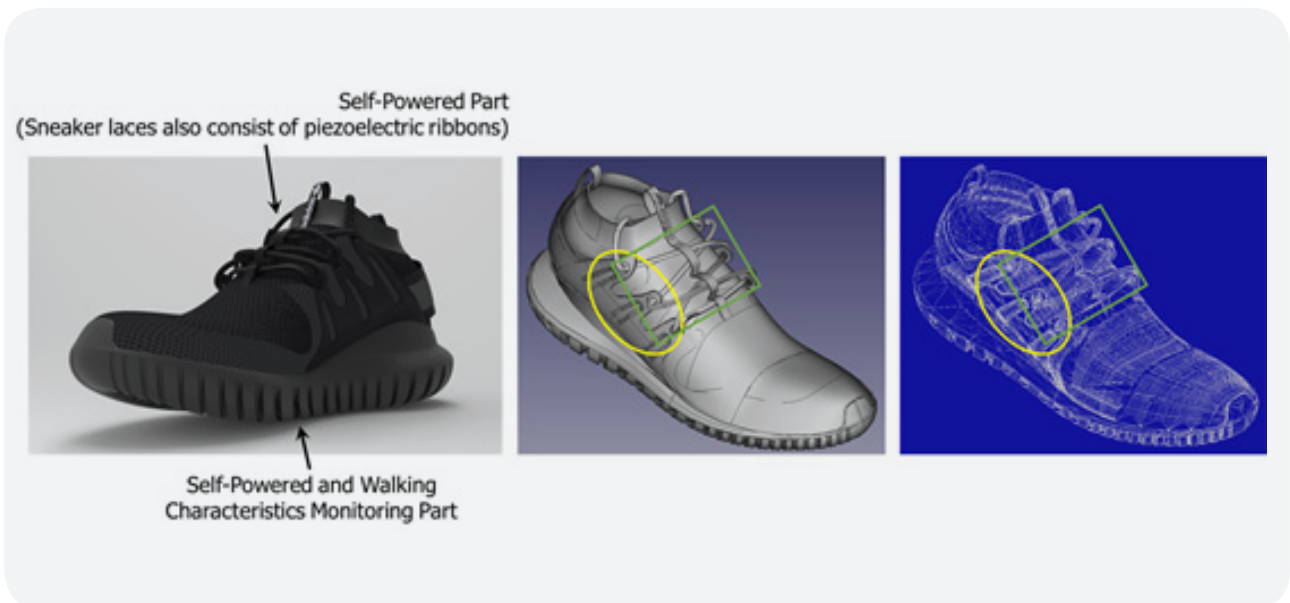 Self-Powered Part
(Sneaker laces also consist of piezoelectric ribbons)
Self-Powered and Walking
Characteristics Monitoring Part